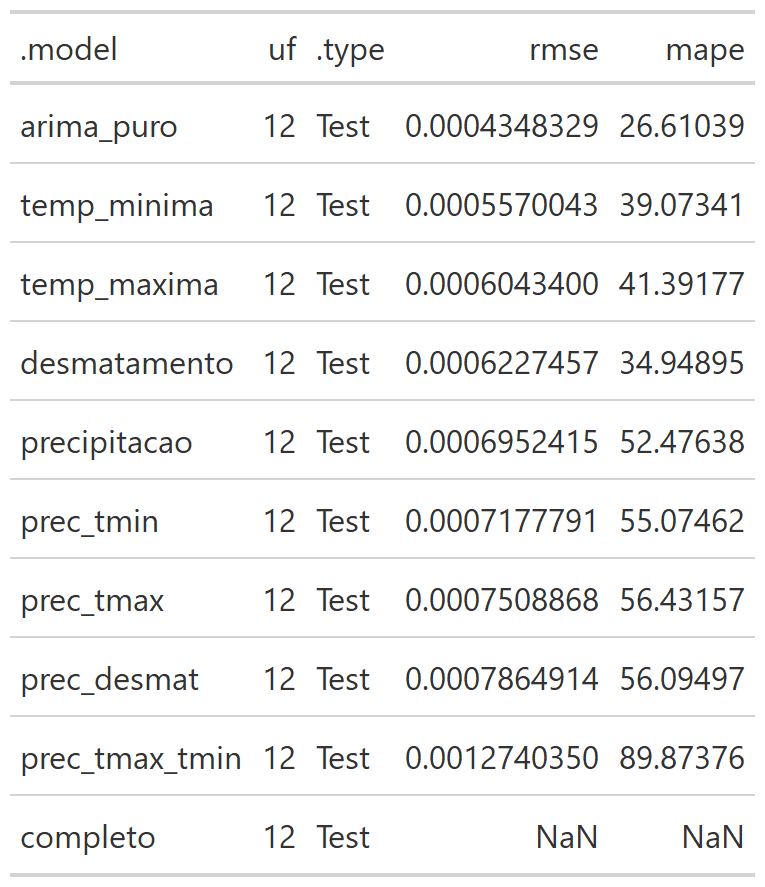 .model uf .type rmse mape
arima_puro 12 Test 0.0004348329 26.61039
temp_minima 12 Test 0.0005570043 39.07341
temp_maxima 12 Test 0.0006043400 41.39177
desmatamento 12 Test 0.0006227457 34.94895
precipitacao 12 Test 0.0006952415 52.47638
prec_tmin 12 Test 0.0007177791 55.07462
prec_tmax 12 Test 0.0007508868 56.43157
prec_desmat 12 Test 0.0007864914 56.09497
prec_tmax_tmin 12 Test 0.0012740350 89.87376
completo 12 Test NaN NaN